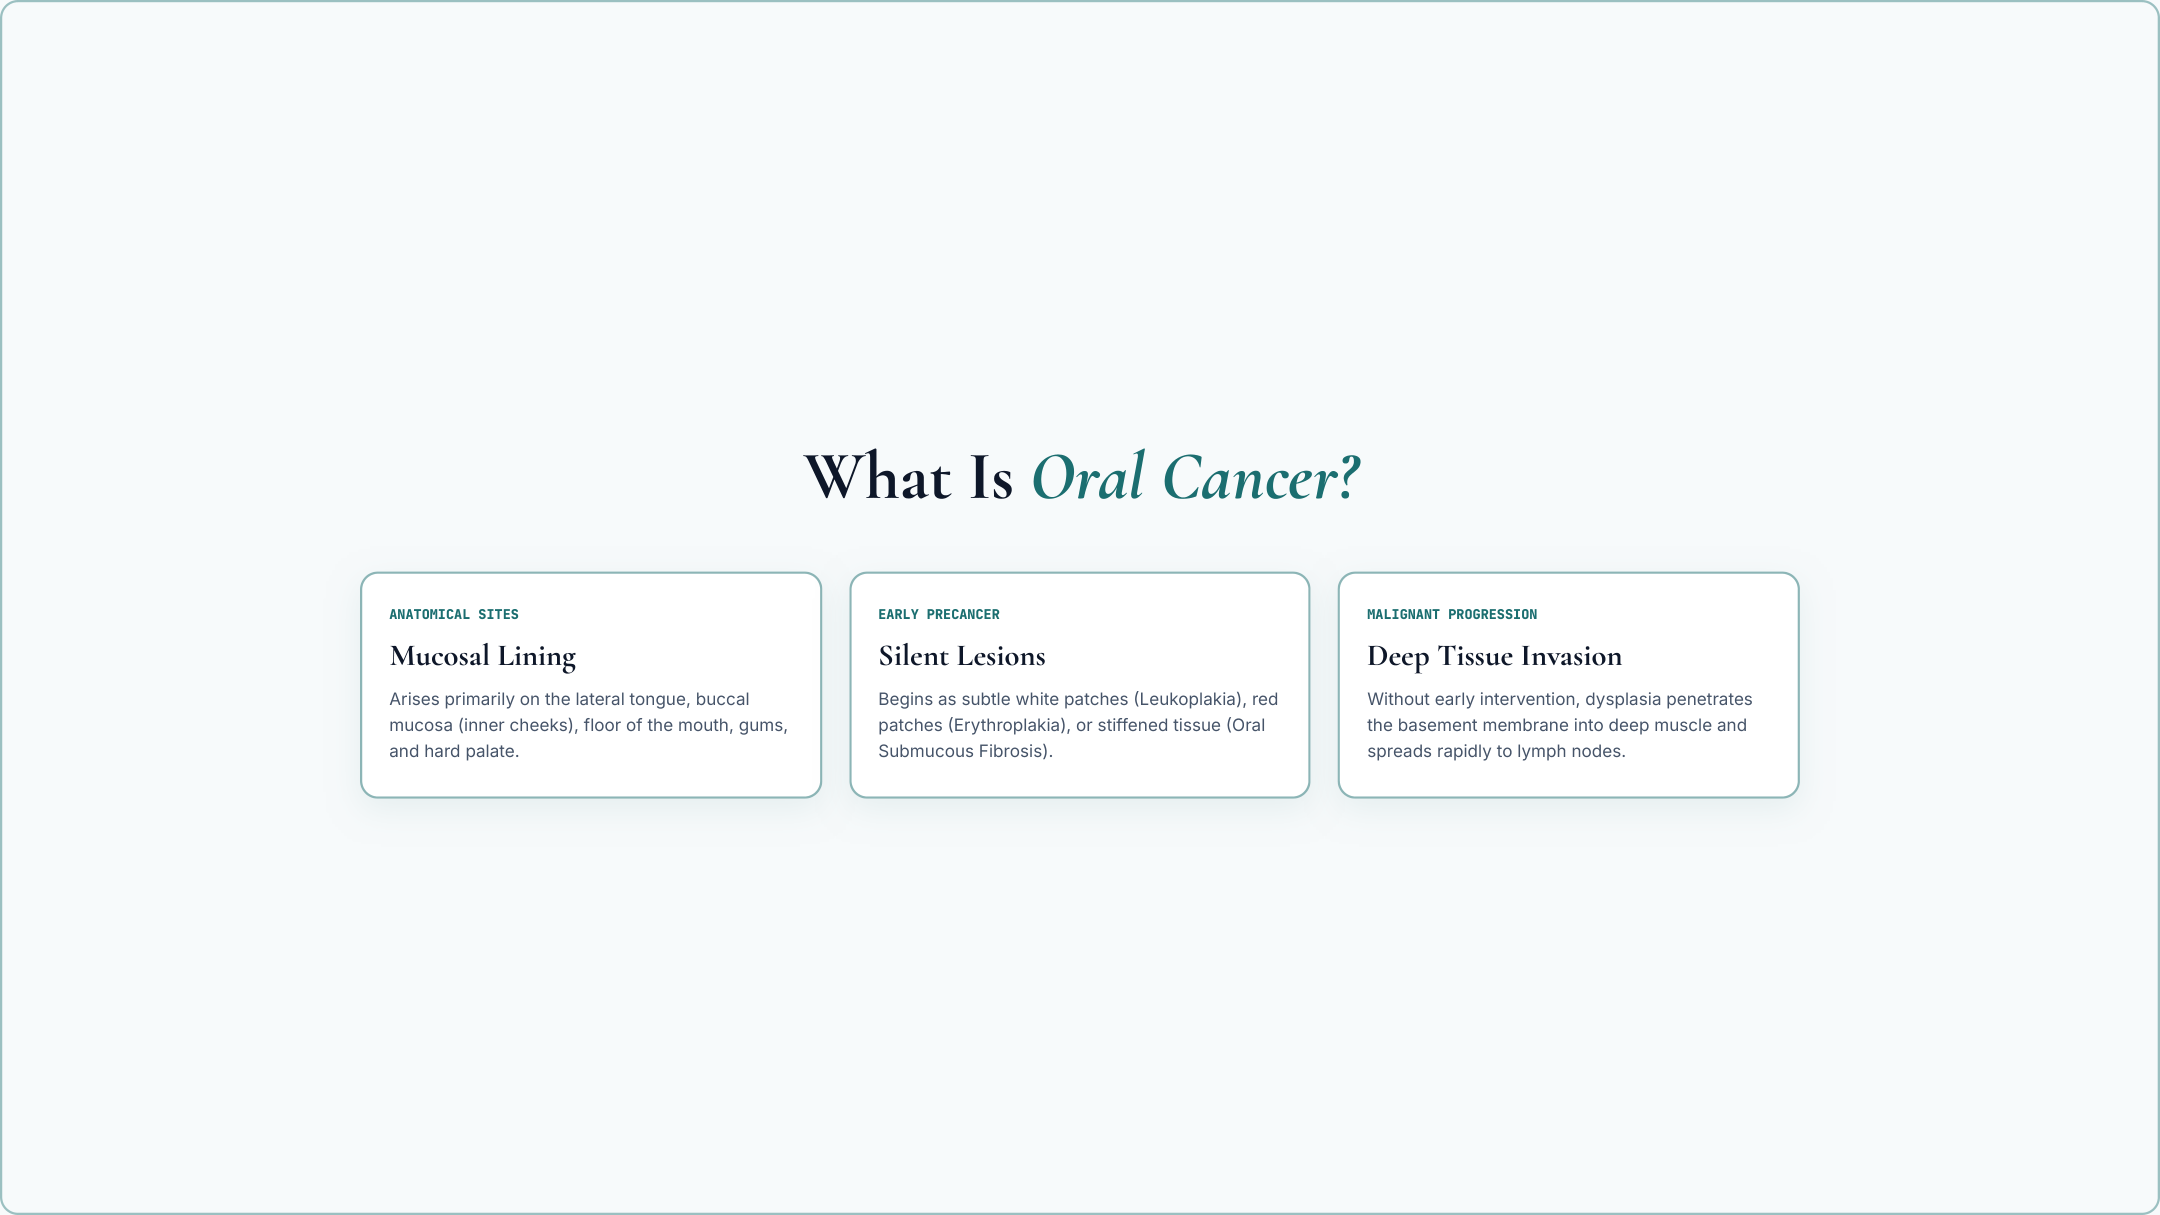 What Is Oral Cancer?
ANATOMICAL SITES
Mucosal Lining
Arises primarily on the lateral tongue, buccal
mucosa (inner cheeks), floor of the mouth, gums,
and hard palate.
EARLY PRECANCER
Silent Lesions
Begins as subtle white patches (Leukoplakia), red
patches (Erythroplakia), or stiffened tissue (Oral
Submucous Fibrosis).
MALIGNANT PROGRESSION
Deep Tissue Invasion
Without early intervention, dysplasia penetrates
the basement membrane into deep muscle and
spreads rapidly to lymph nodes.